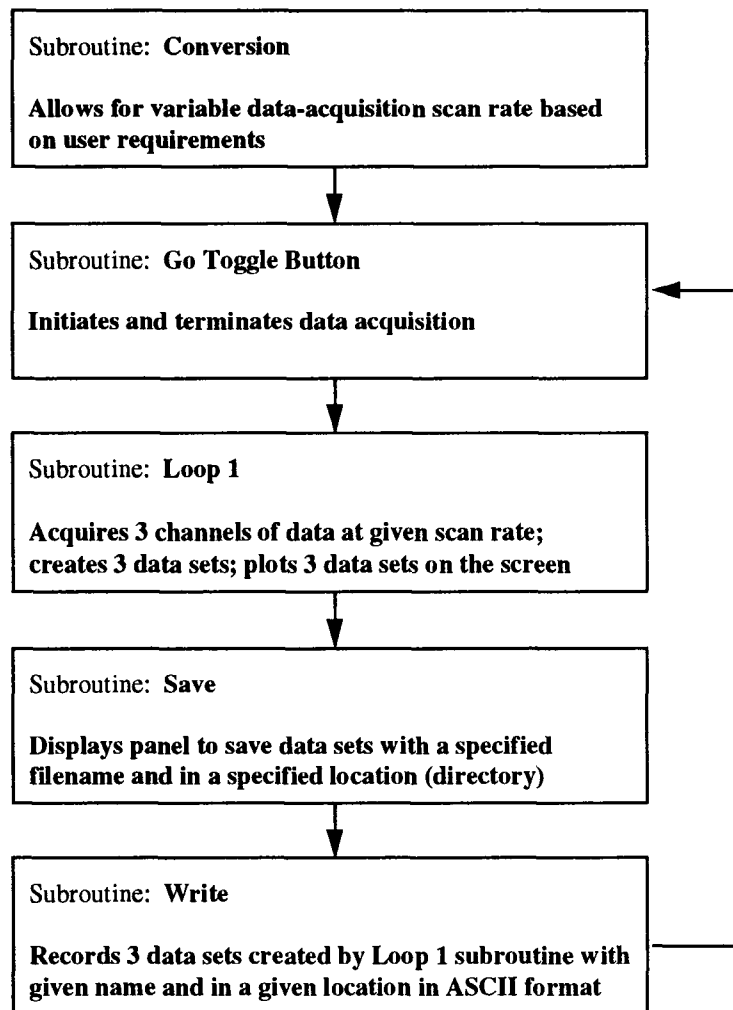 Subroutine: Conversion
Allows for variable data-acquisition scan rate based
on user requirements
Subroutine: Go Toggle Button
Initiates and terminates data acquisition
Subroutine: Loop 1
Acquires 3 channels of data at given scan rate;
creates 3 data sets; plots 3 data sets on the screen
Subroutine: Save
Displays panel to save data sets with a specified
filename and in a specified location (directory)
Subroutine: Write
Records 3 data sets created by Loop 1 subroutine with
given name and in a given location in ASCII format